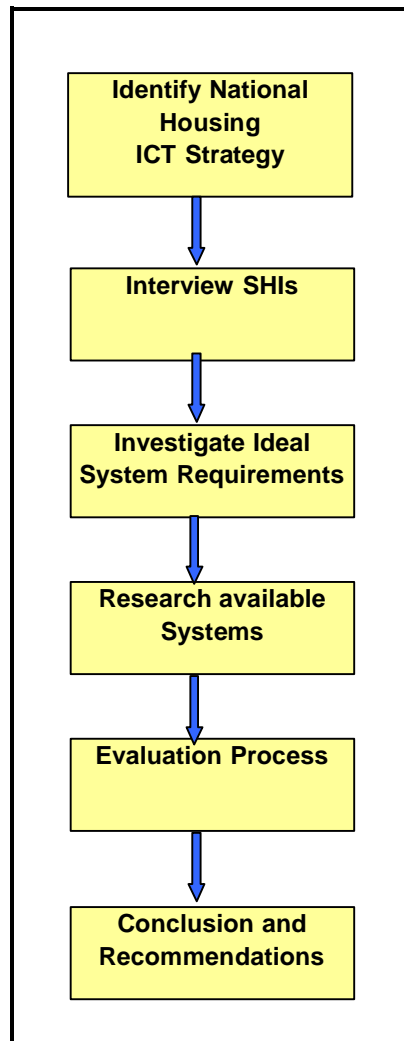 Identify National
Housing
ICT Strategy
Interview SHIs
Investigate Ideal
System Requirements
Research available
Systems
Evaluation Process
Conclusion and
Recommendations